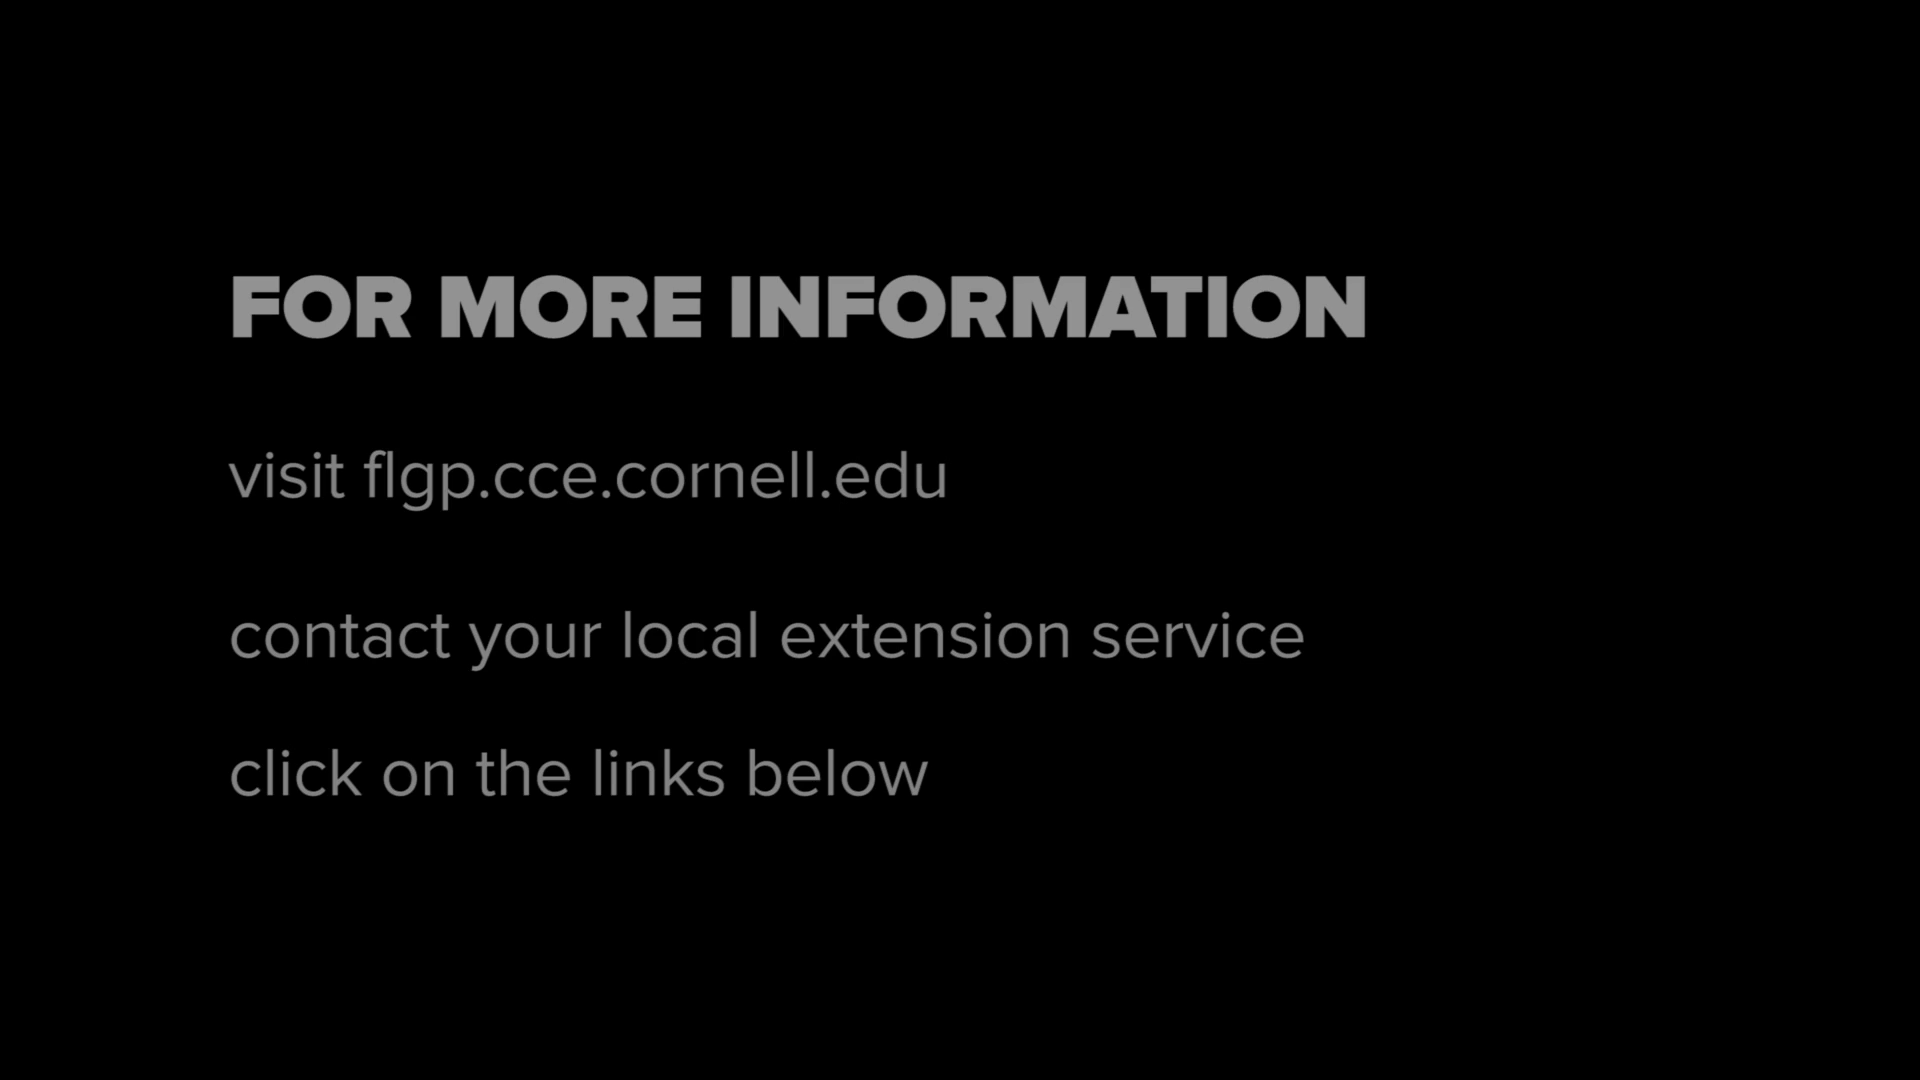 FOR MORE INFORMATION
visit flgp.cce.cornell.edu
contact your local extension service
click on the links below